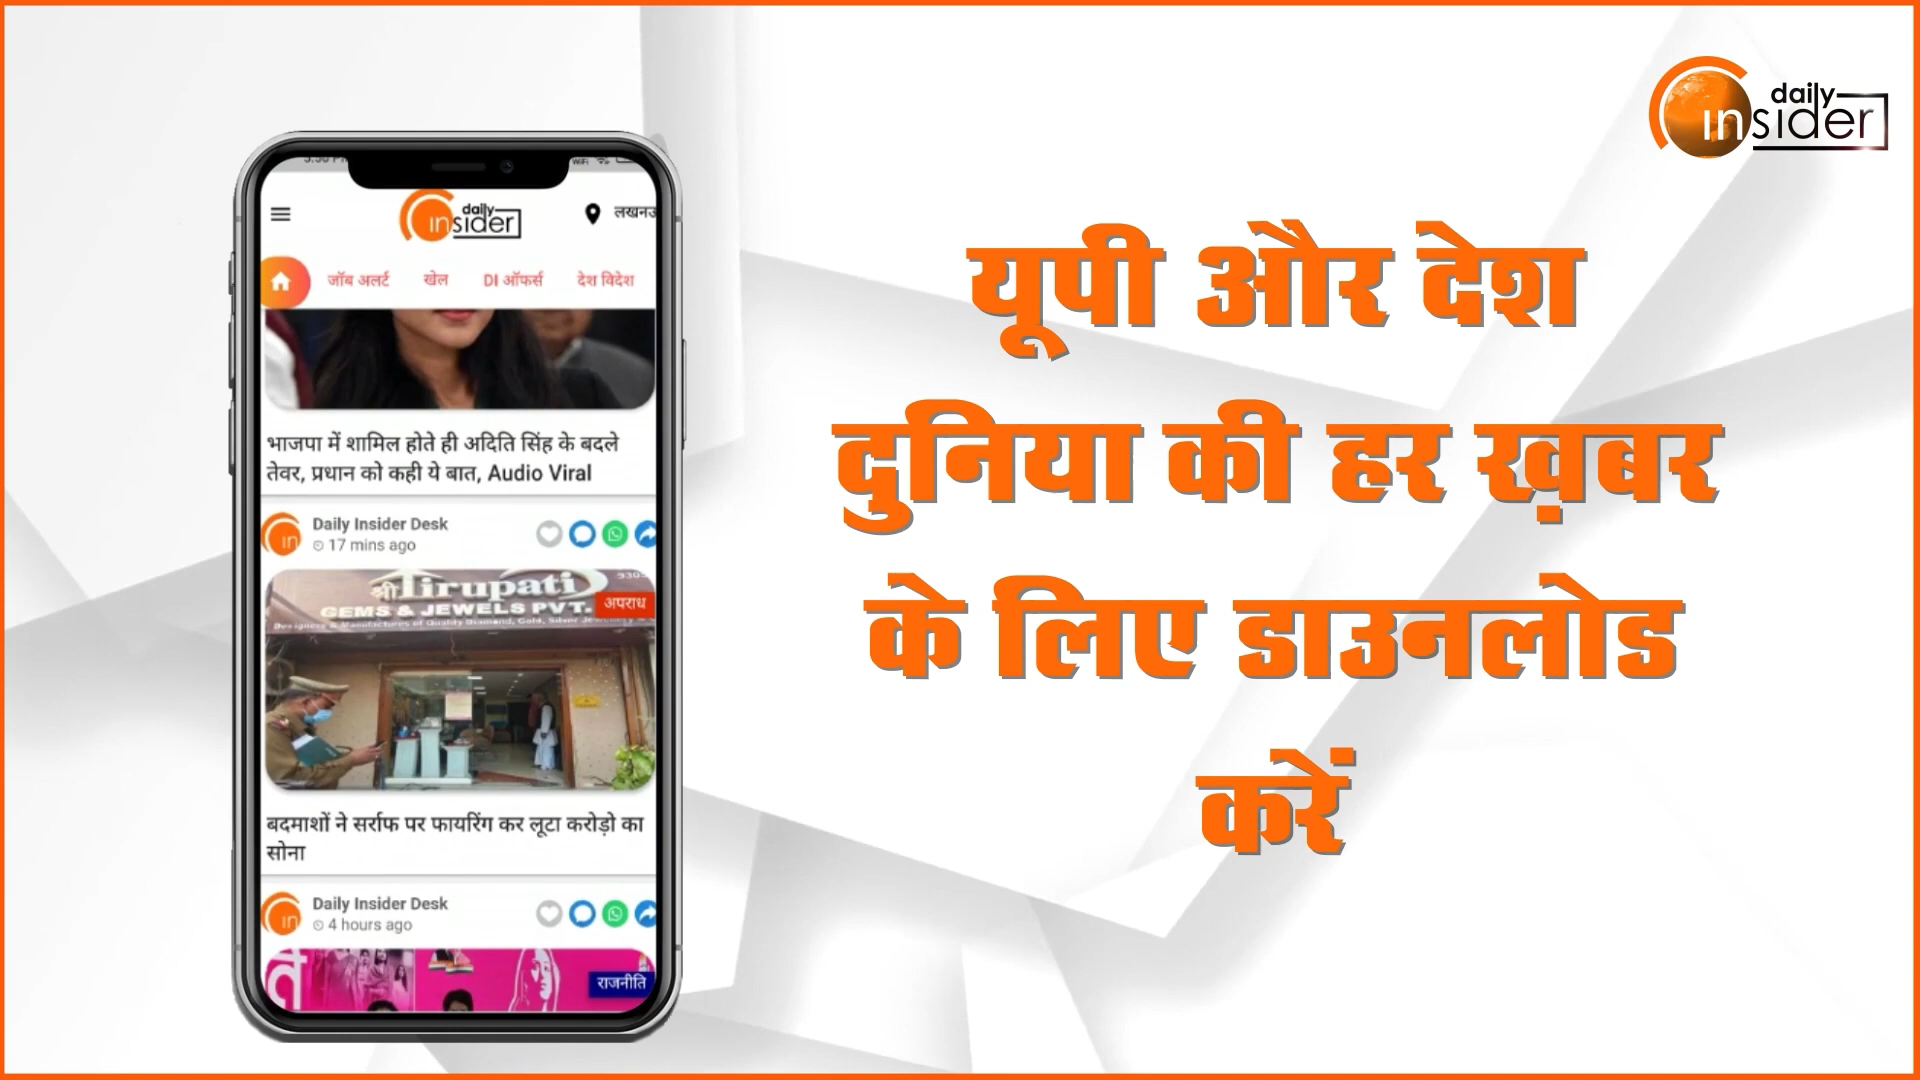 daily
insider
यूपी और देश
दुनिया की हर ख़बर
के लिए डाउनलोड
करें
daily
insider
जॉब अलर्ट
खेल
DI ऑफर्स
देश विदेश
भाजपा में शामिल होते ही अदिति सिंह के बदले
तेवर, प्रधान को कही ये बात, Audio Viral
in
Daily Insider Desk
17 mins ago
श्री Tirupati
GEMS & JEWELS PVT.
अपराध
बदमाशों ने सर्राफ पर फायरिंग कर लूटा करोड़ो का
सोना
in
Daily Insider Desk
4 hours ago
राजनीति